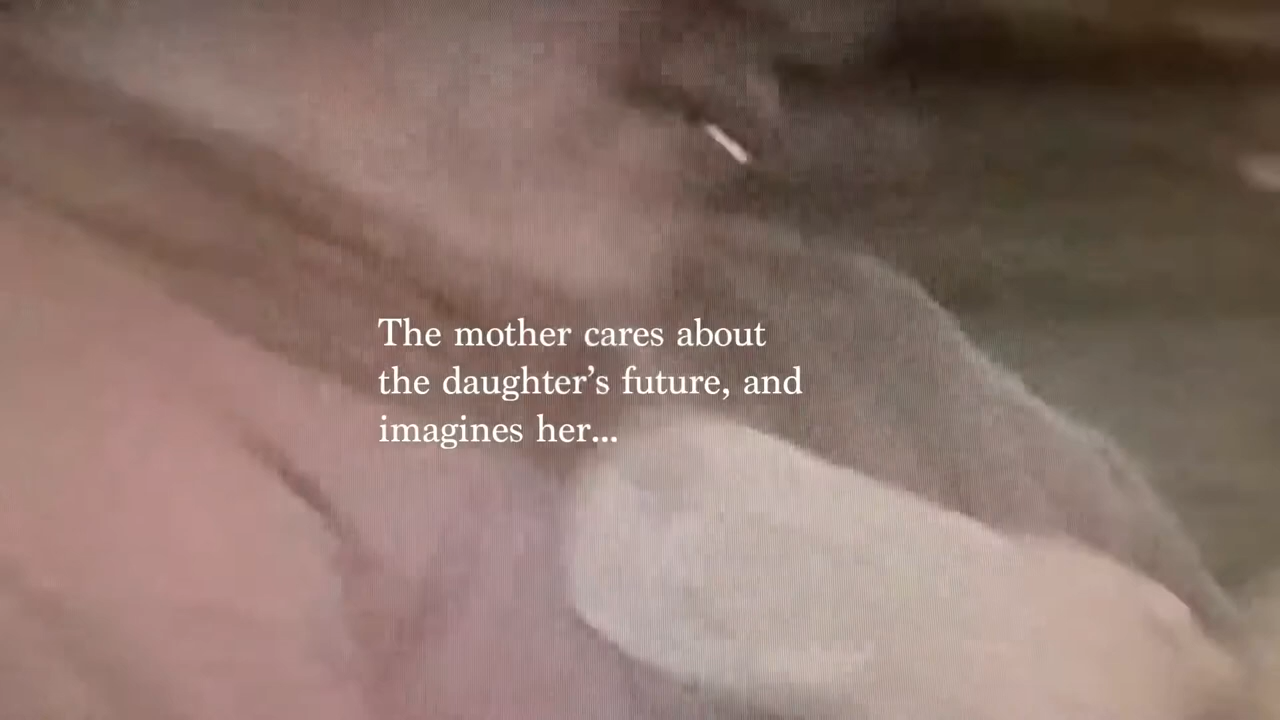 The mother cares about
the daughter’s future, and
imagines her...